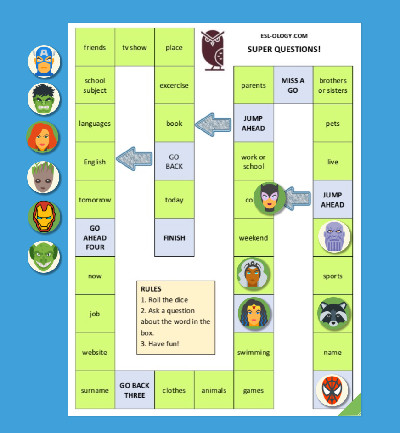 ESL-OLOGY.COM
SUPER QUESTIONS!
friends
tv show
place
school
subject
excercise
parents
MISS A
GO
brothers
or sisters
languages
book
JUMP
AHEAD
pets
English
GO
BACK
work or
school
live
tomorrow
today
co
JUMP
AHEAD
GO
AHEAD
FOUR
FINISH
weekend
now
sports
RULES
1. Roll the dice
2. Ask a question
about the word in the
box.
3. Have fun!
job
website
swimming
name
surname
GO BACK
THREE
clothes
animals
games